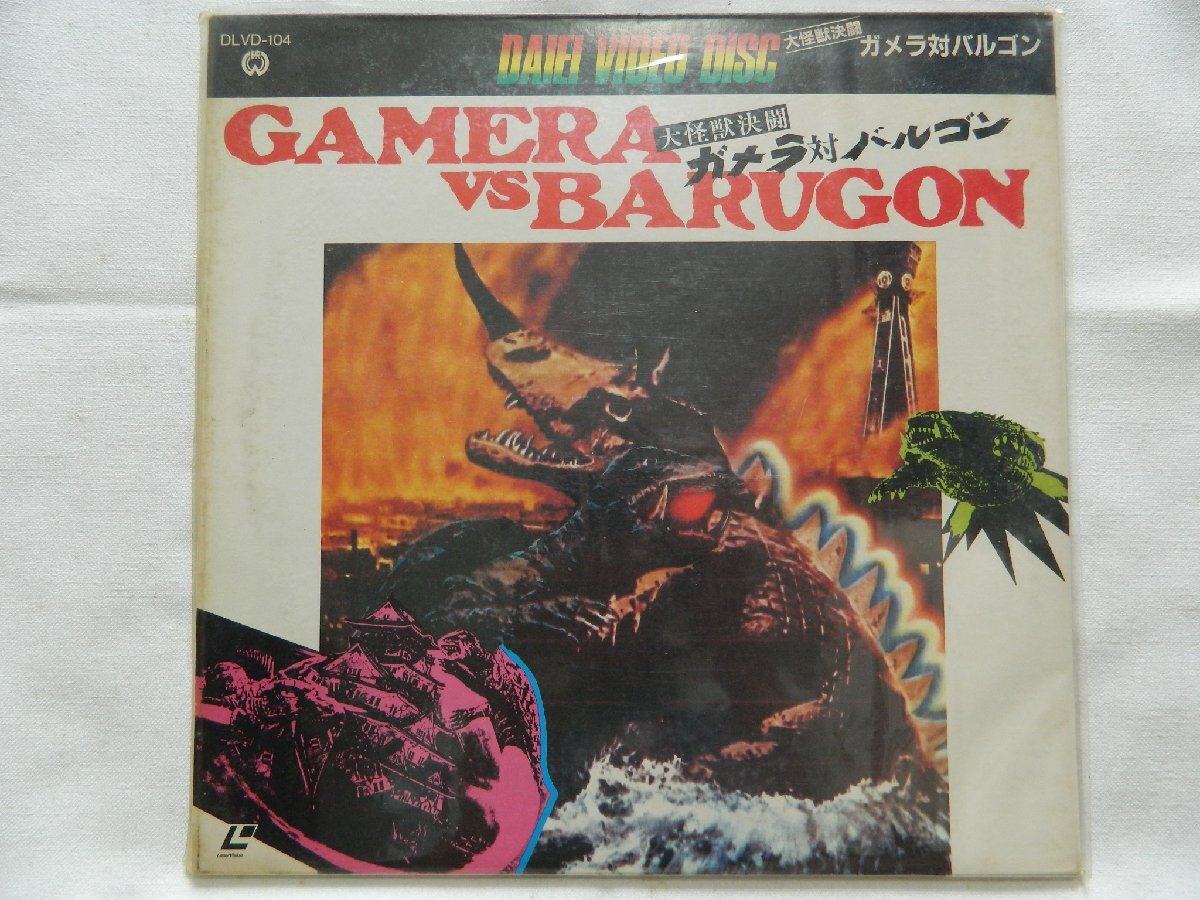 DLVD-104
DAIEI VIDEO DISC
大怪獣決闘 ガメラ対バルゴン
GAMERA
大怪獣決闘
ガメラ対バルゴン
VS BARUGON
LaserVision